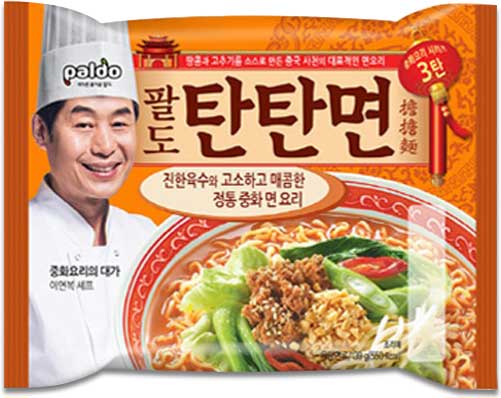 땅콩과 고추기름 소스로 만든 중국 사천의 대표적인 면요리
paldo
팔도
탄탄면
擔擔麵
3탄
진한육수와 고소하고 매콤한
정통 중화 면 요리
중화요리의 대가
이연복 셰프
조리예